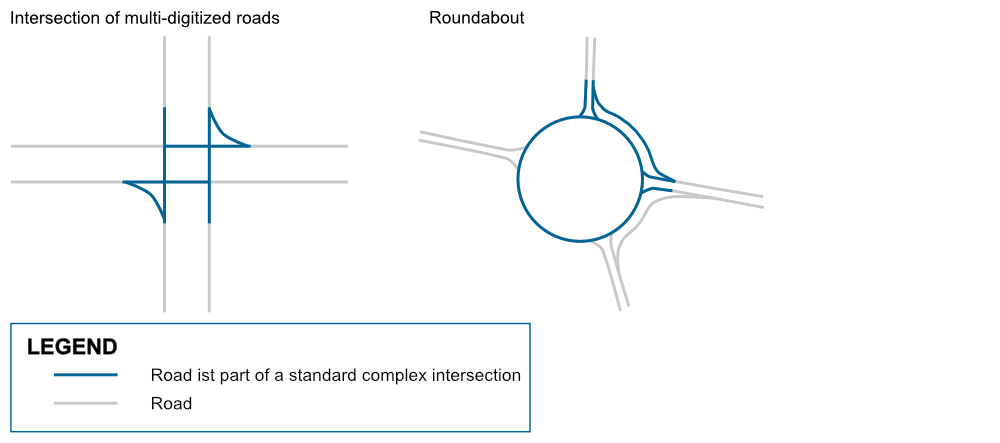 Intersection of multi-digitized roads
Roundabout
LEGEND
Road ist part of a standard complex intersection
Road